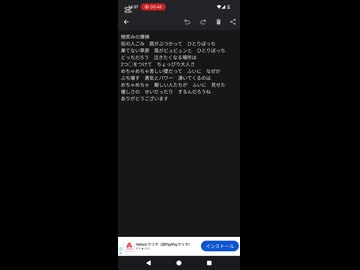 00:45
微笑みの爆弾
街の人ごみ 肩がぶつかって ひとりぼっち
果てない草原 風がビュビュンと ひとりぼっち
どっちだろう 泣きたくなる場所は
2つ○をつけて ちょっぴり大人さ
めちゃめちゃ苦しい壁だって ふいに なぜか
ぶち壊す 勇気とパワー 湧いてくるのは
めちゃめちゃ 厳しい人たちが ふいに 見せた
優しさの せいだったり するんだろうね
ありがとうございます
Yahoo!フリマ(旧PayPayフリマ)
インストール